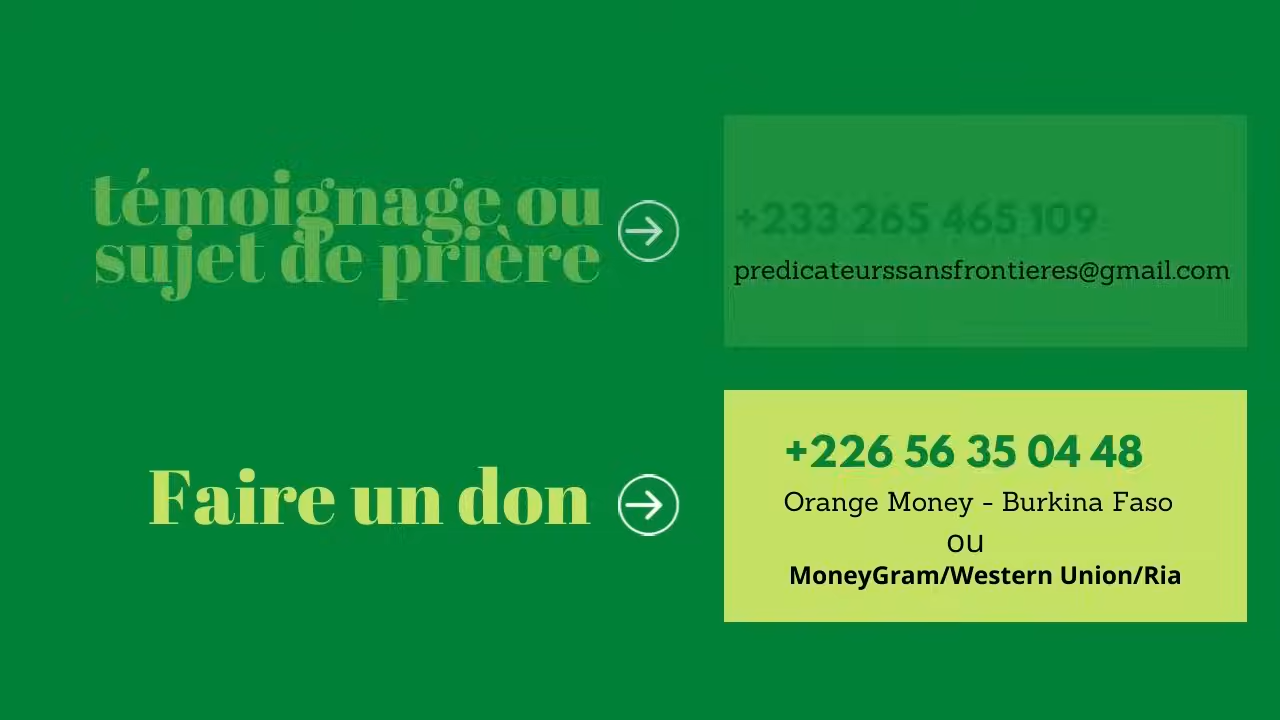 témoignage ou
sujet de prière
+233 265 465 109
predicateurssansfrontieres@gmail.com
Faire un don
+226 56 35 04 48
Orange Money - Burkina Faso
ou
MoneyGram/Western Union/Ria